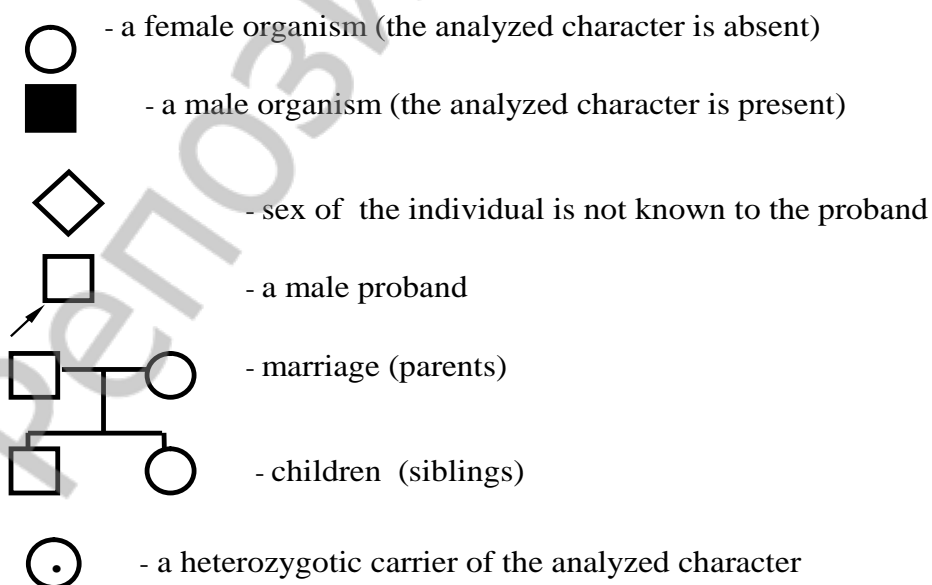 - a female organism (the analyzed character is absent)
- a male organism (the analyzed character is present)
- sex of the individual is not known to the proband
- a male proband
- marriage (parents)
- children (siblings)
- a heterozygotic carrier of the analyzed character